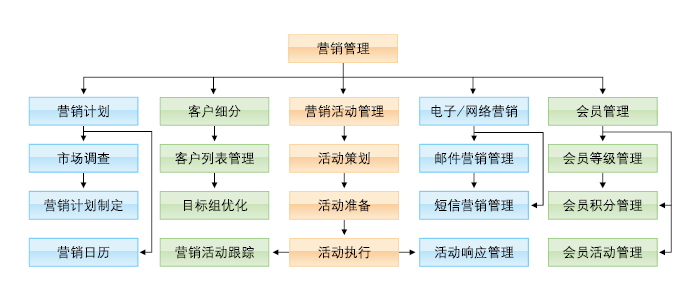 营销管理
营销计划
客户细分
营销活动管理
电子/网络营销
会员管理
市场调查
客户列表管理
活动策划
邮件营销管理
会员等级管理
营销计划制定
目标组优化
活动准备
短信营销管理
会员积分管理
营销日历
营销活动跟踪
活动执行
活动响应管理
会员活动管理